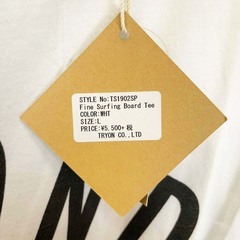 STYLE No:TS1902SP
Fine Surfing Board Tee
COLOR:WHT
SIZE:L
PRICE:¥5,500+税
TRYON CO.,LTD